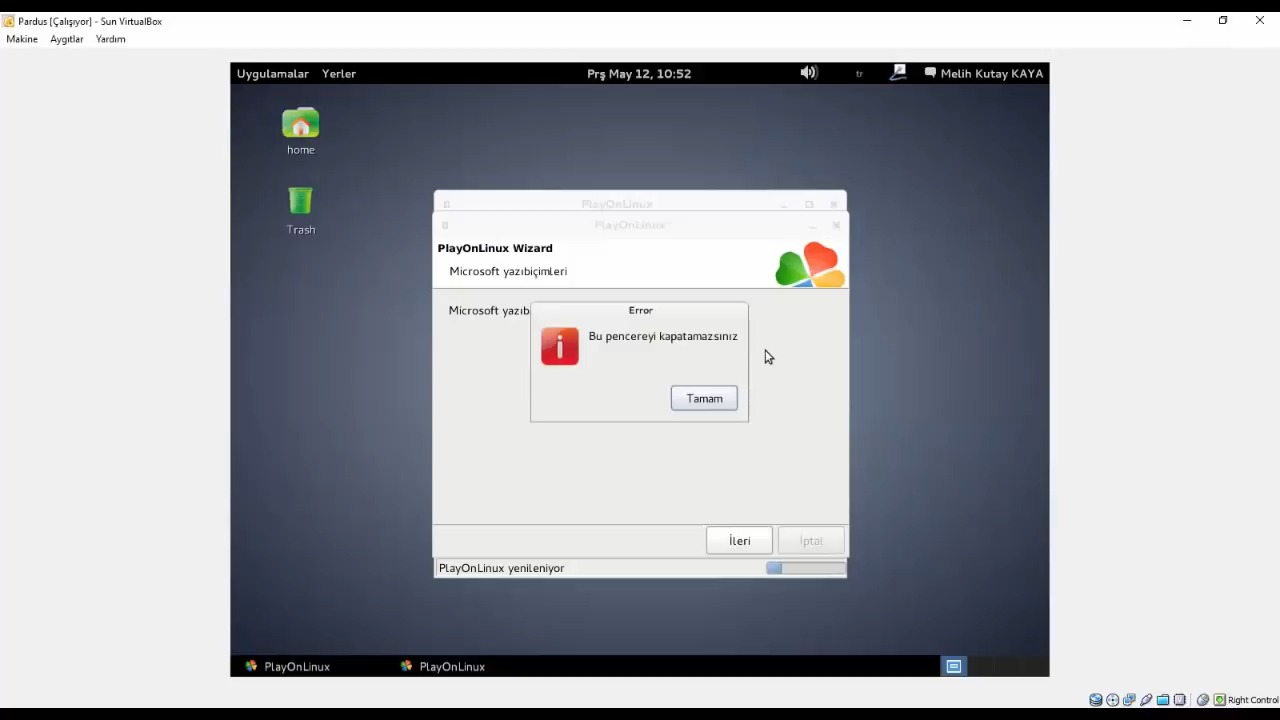 Pardus [Çalışıyor] - Sun VirtualBox
Makine Aygıtlar Yardım
Uygulamalar Yerler Prş May 12, 10:52 tr Melih Kutay KAYA
home
Trash
PlayOnLinux
PlayOnLinux
PlayOnLinux Wizard
Microsoft yazıbiçimleri
Microsoft yazıb
Error
Bu pencereyi kapatamazsınız
Tamam
İleri İptal
PlayOnLinux yenileniyor
PlayOnLinux PlayOnLinux
Right Control